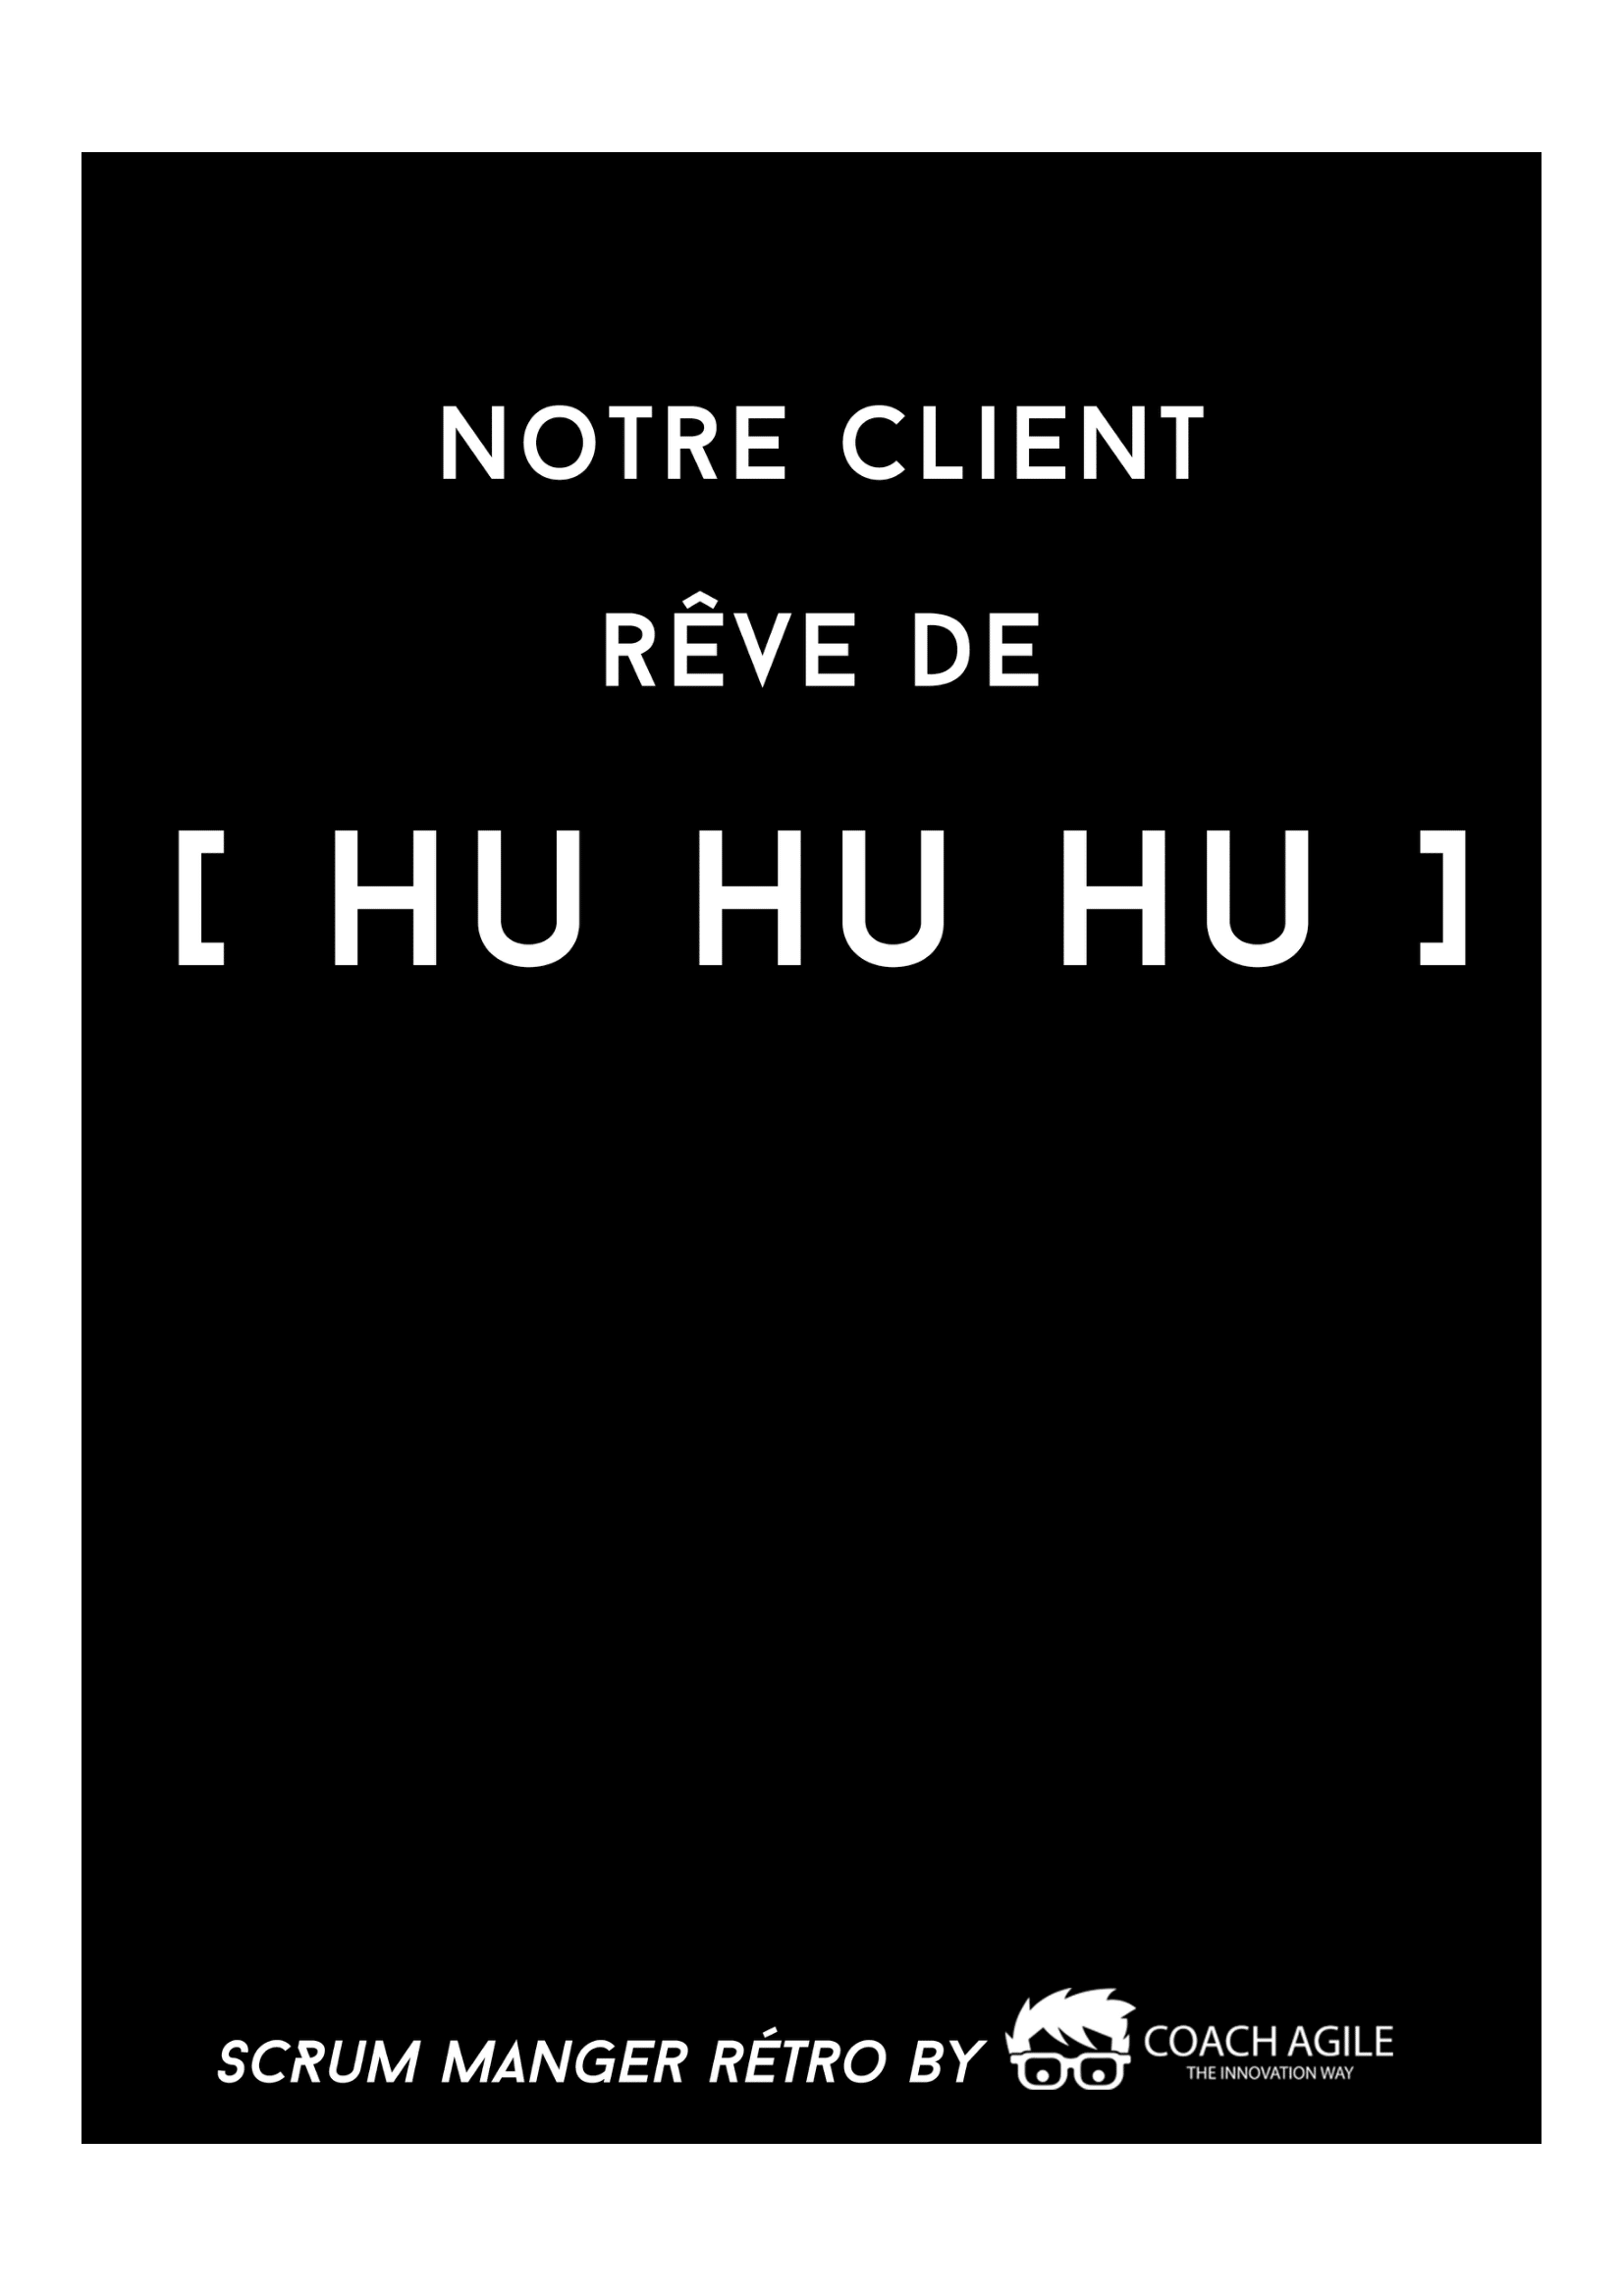 NOTRE CLIENT
RÊVE DE
[ HU HU HU ]
SCRUM MANGER RÉTRO BY
COACH AGILE
THE INNOVATION WAY